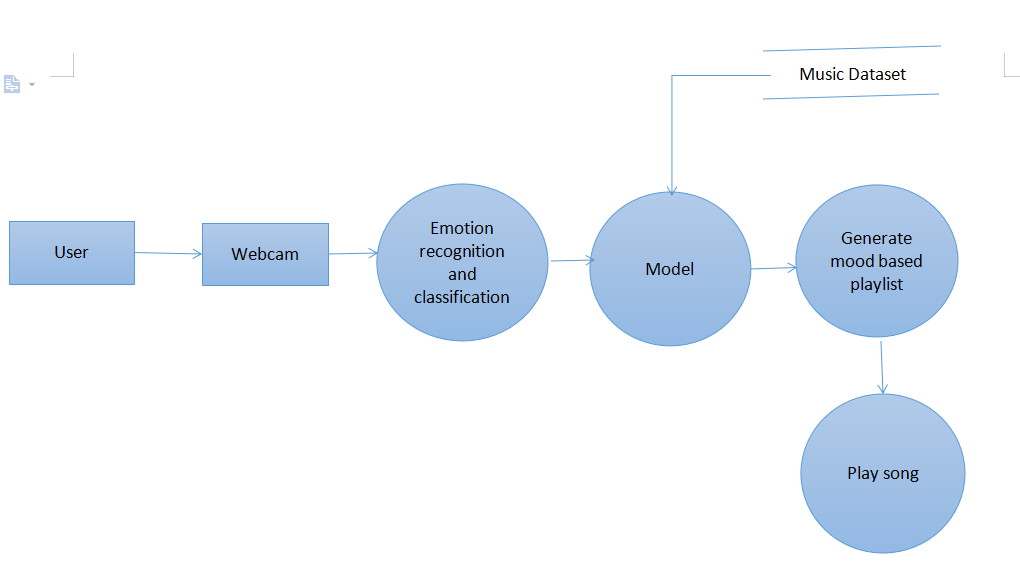 Music Dataset
User
Webcam
Emotion
recognition
and
classification
Model
Generate
mood based
playlist
Play song